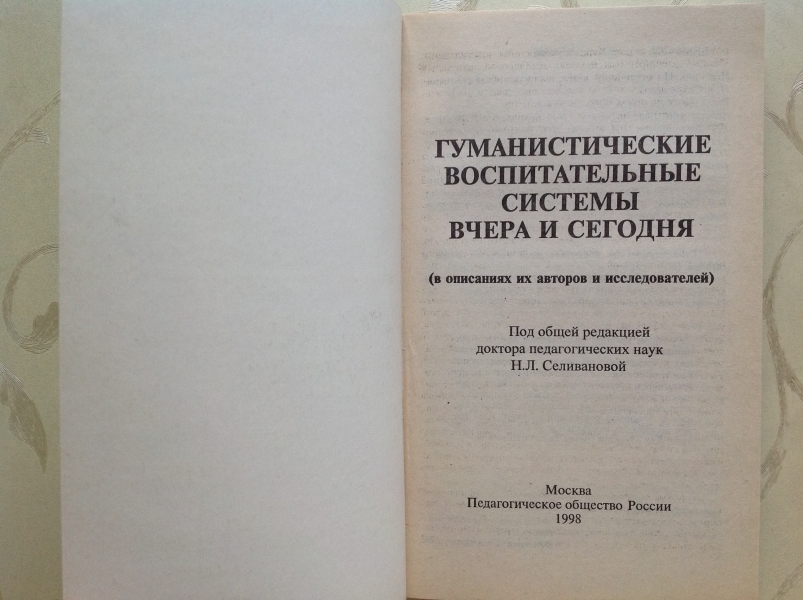 ГУМАНИСТИЧЕСКИЕ
ВОСПИТАТЕЛЬНЫЕ
СИСТЕМЫ
ВЧЕРА И СЕГОДНЯ
(в описаниях их авторов и исследователей)
Под общей редакцией
доктора педагогических наук
Н.Л. Селивановой
Москва
Педагогическое общество России
1998